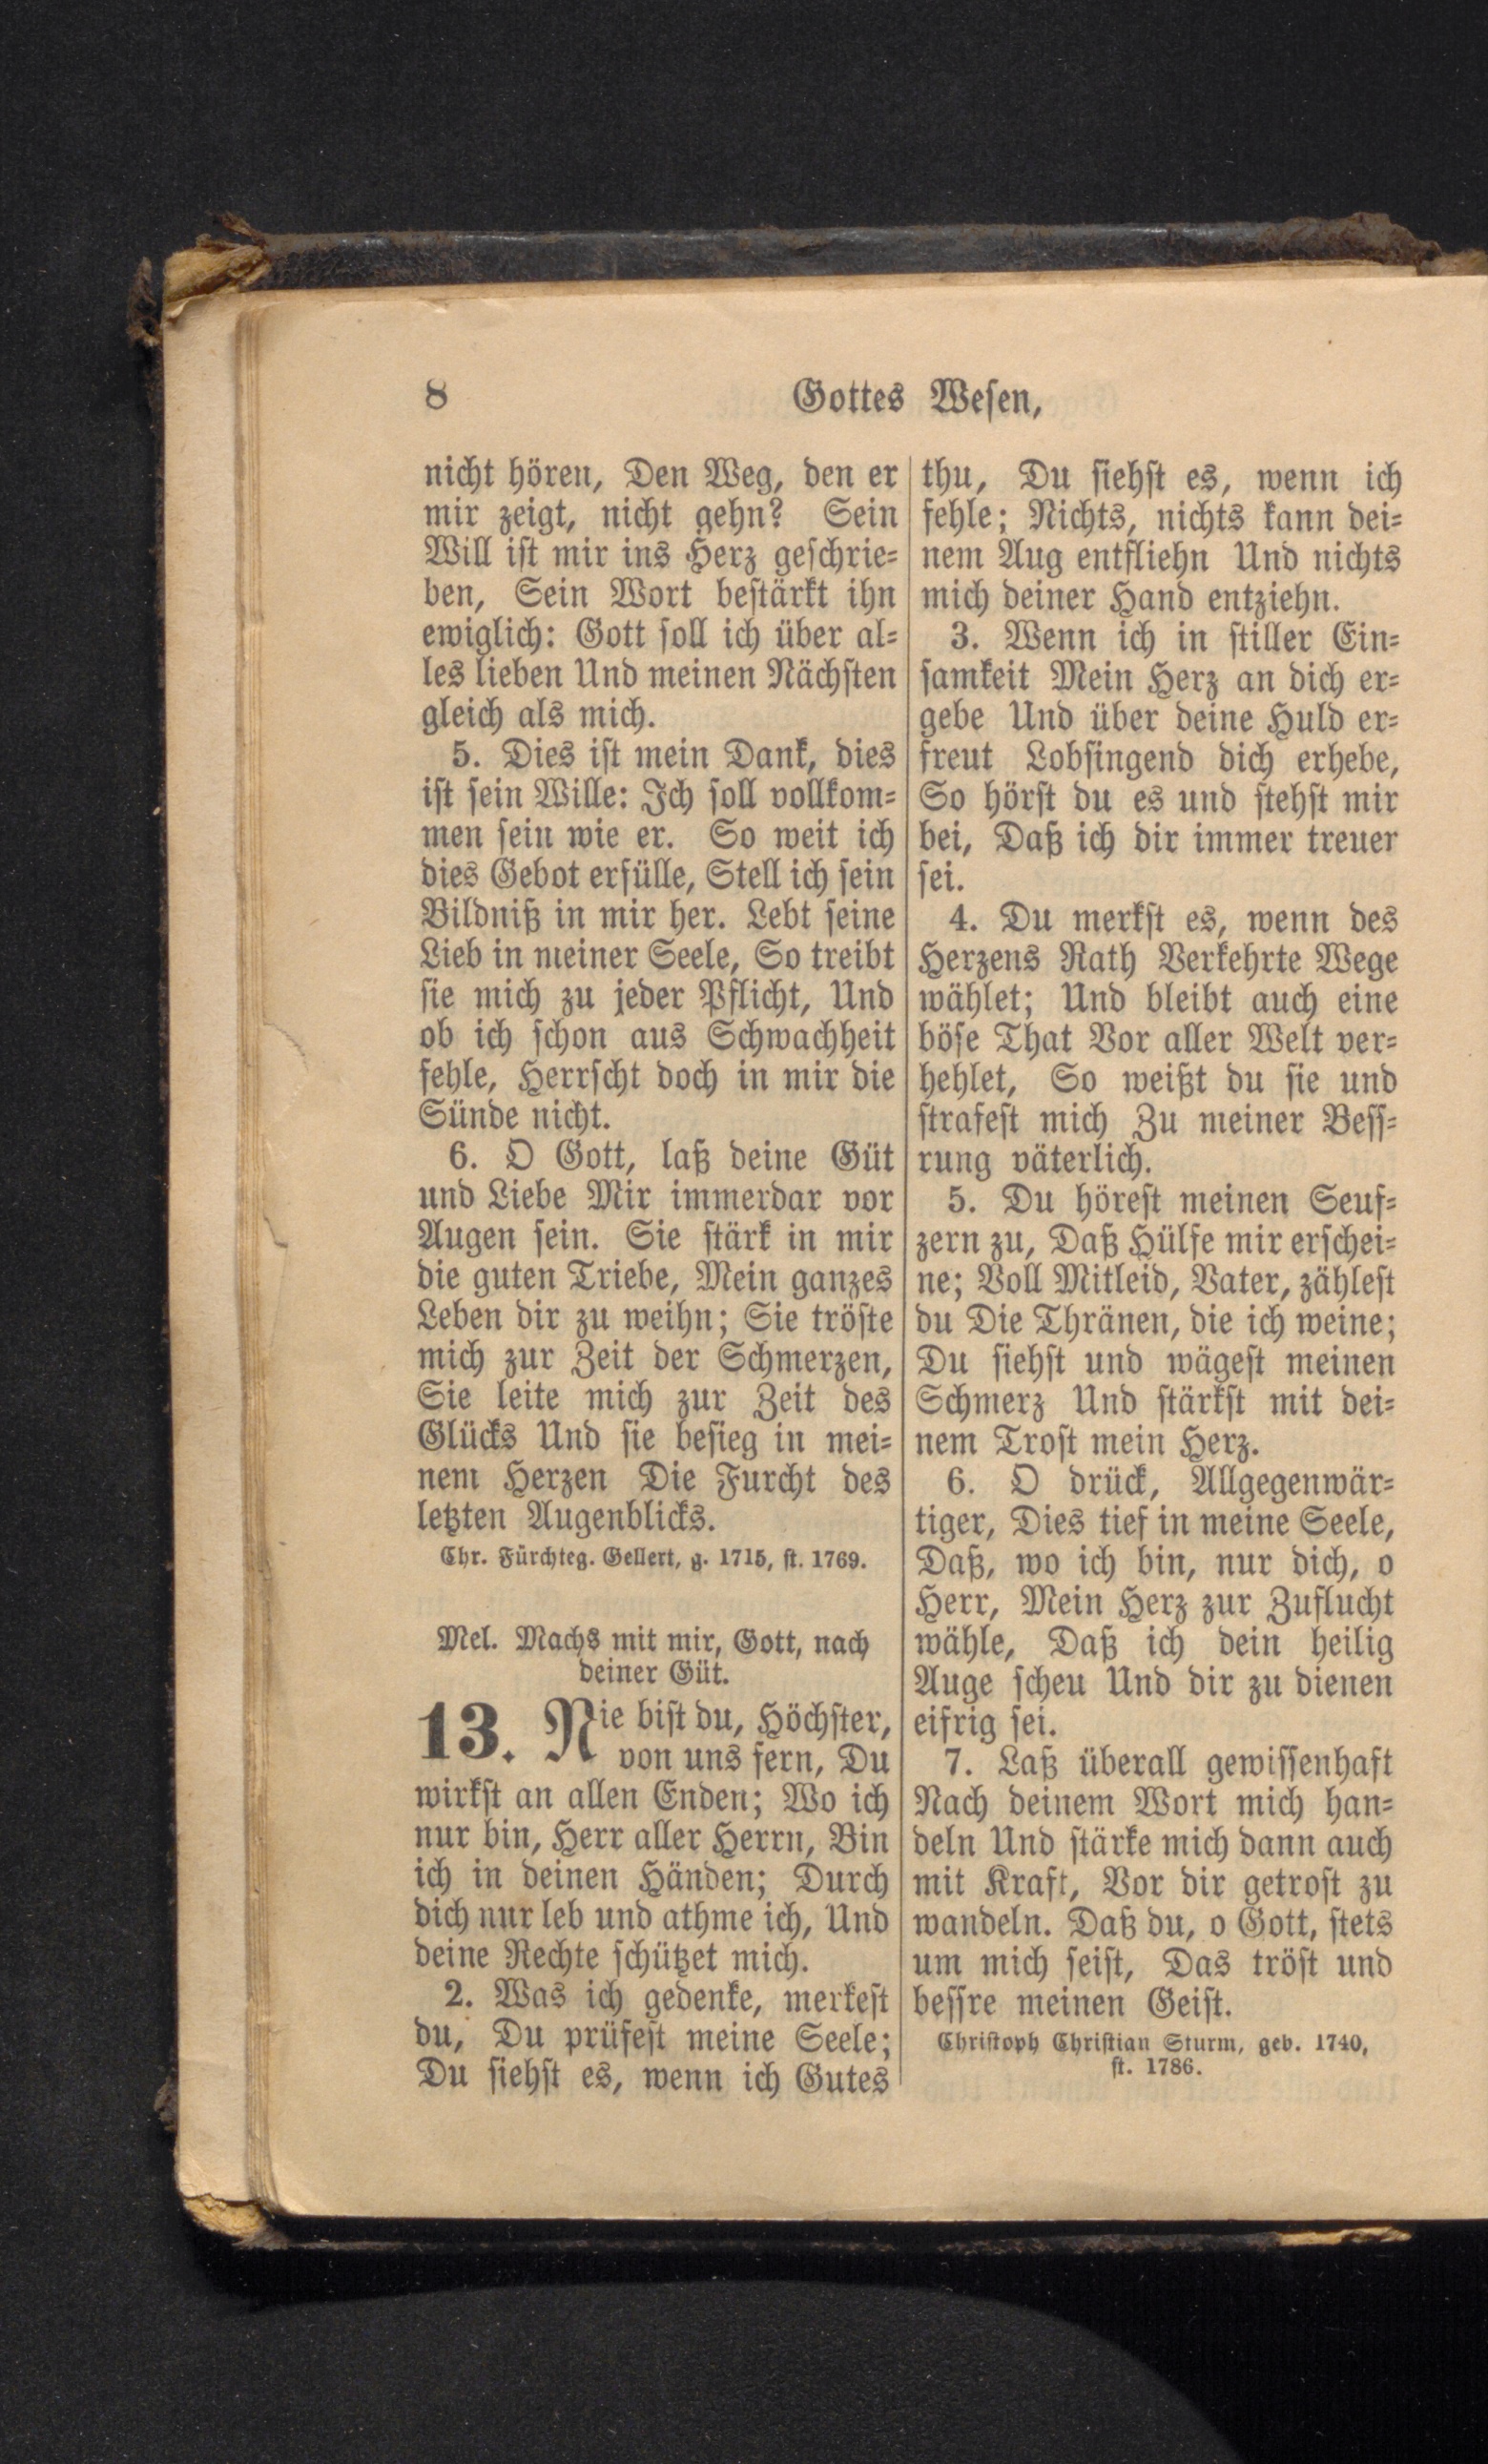 8
Gottes Weſen,
nicht hören, Den Weg, den er
mir zeigt, nicht gehn? Sein
Will iſt mir ins Herz geſchrie⸗
ben, Sein Wort beſtärkt ihn
ewiglich: Gott ſoll ich über al⸗
les lieben Und meinen Nächſten
gleich als mich.
5. Dies iſt mein Dank, dies
iſt ſein Wille: Ich ſoll vollkom⸗
men ſein wie er. So weit ich
dies Gebot erfülle, Stell ich ſein
Bildniß in mir her. Lebt ſeine
Lieb in meiner Seele, So treibt
ſie mich zu jeder Pflicht, Und
ob ich ſchon aus Schwachheit
fehle, Herrſcht doch in mir die
Sünde nicht.
6. O Gott, laß deine Güt
und Liebe Mir immerdar vor
Augen ſein. Sie ſtärk in mir
die guten Triebe, Mein ganzes
Leben dir zu weihn; Sie tröſte
mich zur Zeit der Schmerzen,
Sie leite mich zur Zeit des
Glücks Und ſie beſieg in mei⸗
nem Herzen Die Furcht des
letzten Augenblicks.
Chr. Fürchteg. Gellert, g. 1715, ſt. 1769.
Mel. Machs mit mir, Gott, nach
deiner Güt.
13. Nie biſt du, Höchſter,
von uns fern, Du
wirkſt an allen Enden; Wo ich
nur bin, Herr aller Herrn, Bin
ich in deinen Händen; Durch
dich nur leb und athme ich, Und
deine Rechte ſchützet mich.
2. Was ich gedenke, merkeſt
du, Du prüfeſt meine Seele;
Du ſiehſt es, wenn ich Gutes
thu, Du ſiehſt es, wenn ich
fehle; Nichts, nichts kann dei⸗
nem Aug entfliehn Und nichts
mich deiner Hand entziehn.
3. Wenn ich in ſtiller Ein⸗
ſamkeit Mein Herz an dich er⸗
gebe Und über deine Huld er⸗
freut Lobſingend dich erhebe,
So hörſt du es und ſtehſt mir
bei, Daß ich dir immer treuer
ſei.
4. Du merkſt es, wenn des
Herzens Rath Verkehrte Wege
wählet; Und bleibt auch eine
böſe That Vor aller Welt ver⸗
hehlet, So weißt du ſie und
ſtrafeſt mich Zu meiner Beſſ⸗
rung väterlich.
5. Du höreſt meinen Seuf⸗
zern zu, Daß Hülfe mir erſchei⸗
ne; Voll Mitleid, Vater, zähleſt
du Die Thränen, die ich weine;
Du ſiehſt und wägeſt meinen
Schmerz Und ſtärkſt mit dei⸗
nem Troſt mein Herz.
6. O drück, Allgegenwär⸗
tiger, Dies tief in meine Seele,
Daß, wo ich bin, nur dich, o
Herr, Mein Herz zur Zuflucht
wähle, Daß ich dein heilig
Auge ſcheu Und dir zu dienen
eifrig ſei.
7. Laß überall gewiſſenhaft
Nach deinem Wort mich han⸗
deln Und ſtärke mich dann auch
mit Kraft, Vor dir getroſt zu
wandeln. Daß du, o Gott, ſtets
um mich ſeiſt, Das tröſt und
beſſre meinen Geiſt.
Chriſtoph Chriſtian Sturm, geb. 1740,
ſt. 1786.